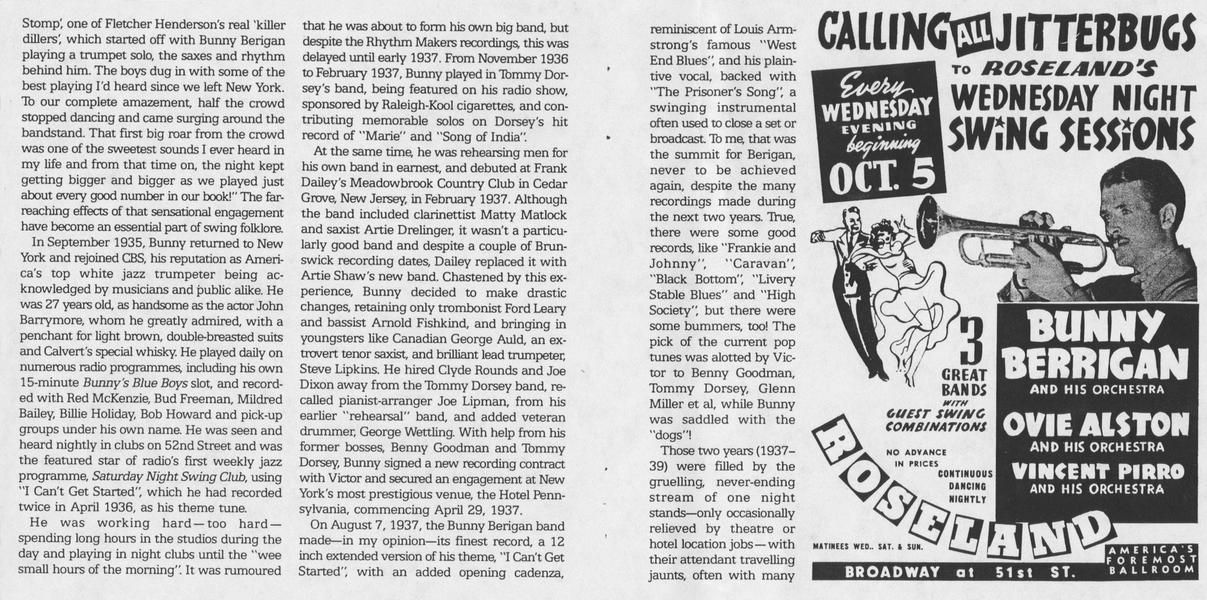 Stomp', one of Fletcher Henderson's real 'killer
dillers', which started off with Bunny Berigan
playing a trumpet solo, the saxes and rhythm
behind him. The boys dug in with some of the
best playing I'd heard since we left New York.
To our complete amazement, half the crowd
stopped dancing and came surging around the
bandstand. That first big roar from the crowd
was one of the sweetest sounds I ever heard in
my life and from that time on, the night kept
getting bigger and bigger as we played just
about every good number in our book!" The far-
reaching effects of that sensational engagement
have become an essential part of swing folklore.
In September 1935, Bunny returned to New
York and rejoined CBS, his reputation as Ameri-
ca's top white jazz trumpeter being ac-
knowledged by musicians and public alike. He
was 27 years old, as handsome as the actor John
Barrymore, whom he greatly admired, with a
penchant for light brown, double-breasted suits
and Calvert's special whisky. He played daily on
numerous radio programmes, including his own
15-minute Bunny's Blue Boys slot, and record-
ed with Red McKenzie, Bud Freeman, Mildred
Bailey, Billie Holiday, Bob Howard and pick-up
groups under his own name. He was seen and
heard nightly in clubs on 52nd Street and was
the featured star of radio's first weekly jazz
programme, Saturday Night Swing Club, using
"I Can't Get Started", which he had recorded
twice in April 1936, as his theme tune.
He was working hard—too hard—
spending long hours in the studios during the
day and playing in night clubs until the "wee
small hours of the morning". It was rumoured
that he was about to form his own big band, but
despite the Rhythm Makers recordings, this was
delayed until early 1937. From November 1936
to February 1937, Bunny played in Tommy Dor-
sey's band, being featured on his radio show,
sponsored by Raleigh-Kool cigarettes, and con-
tributing memorable solos on Dorsey's hit
record of "Marie" and "Song of India".
At the same time, he was rehearsing men for
his own band in earnest, and debuted at Frank
Dailey's Meadowbrook Country Club in Cedar
Grove, New Jersey, in February 1937. Although
the band included clarinettist Matty Matlock
and saxist Artie Drelinger, it wasn't a particu-
larly good band and despite a couple of Brun-
swick recording dates, Dailey replaced it with
Artie Shaw's new band. Chastened by this ex-
perience, Bunny decided to make drastic
changes, retaining only trombonist Ford Leary
and bassist Arnold Fishkind, and bringing in
youngsters like Canadian George Auld, an ex-
trovert tenor saxist, and brilliant lead trumpeter,
Steve Lipkins. He hired Clyde Rounds and Joe
Dixon away from the Tommy Dorsey band, re-
called pianist-arranger Joe Lipman, from his
earlier "rehearsal" band, and added veteran
drummer, George Wettling. With help from his
former bosses, Benny Goodman and Tommy
Dorsey, Bunny signed a new recording contract
with Victor and secured an engagement at New
York's most prestigious venue, the Hotel Penn-
sylvania, commencing April 29, 1937.
On August 7, 1937, the Bunny Berigan band
made—in my opinion—its finest record, a 12
inch extended version of his theme, "I Can't Get
Started", with an added opening cadenza,
reminiscent of Louis Arm-
strong's famous "West
End Blues", and his plain-
tive vocal, backed with
"The Prisoner's Song", a
swinging instrumental
often used to close a set or
broadcast. To me, that was
the summit for Berigan,
never to be achieved
again, despite the many
recordings made during
the next two years. True,
there were some good
records, like "Frankie and
Johnny", "Caravan",
"Black Bottom", "Livery
Stable Blues" and "High
Society", but there were
some bummers, too! The
pick of the current pop
tunes was alotted by Vic-
tor to Benny Goodman,
Tommy Dorsey, Glenn
Miller et al, while Bunny
was saddled with the
"dogs"!
Those two years (1937–
39) were filled by the
gruelling, never-ending
stream of one night
stands—only occasionally
relieved by theatre or
hotel location jobs—with
their attendant travelling
jaunts, often with many
CALLING ALL JITTERBUGS
TO ROSELAND'S
WEDNESDAY NIGHT
SWING SESSIONS
Every
WEDNESDAY
EVENING
beginning
OCT. 5
3
GREAT
BANDS
WITH
GUEST SWING
COMBINATIONS
BUNNY
BERRIGAN
AND HIS ORCHESTRA
OVIE ALSTON
AND HIS ORCHESTRA
VINCENT PIRRO
AND HIS ORCHESTRA
NO ADVANCE
IN PRICES
CONTINUOUS
DANCING
NIGHTLY
ROSELAND
MATINEES WED., SAT. & SUN.
AMERICA'S
FOREMOST
BALLROOM
BROADWAY at 51st ST.